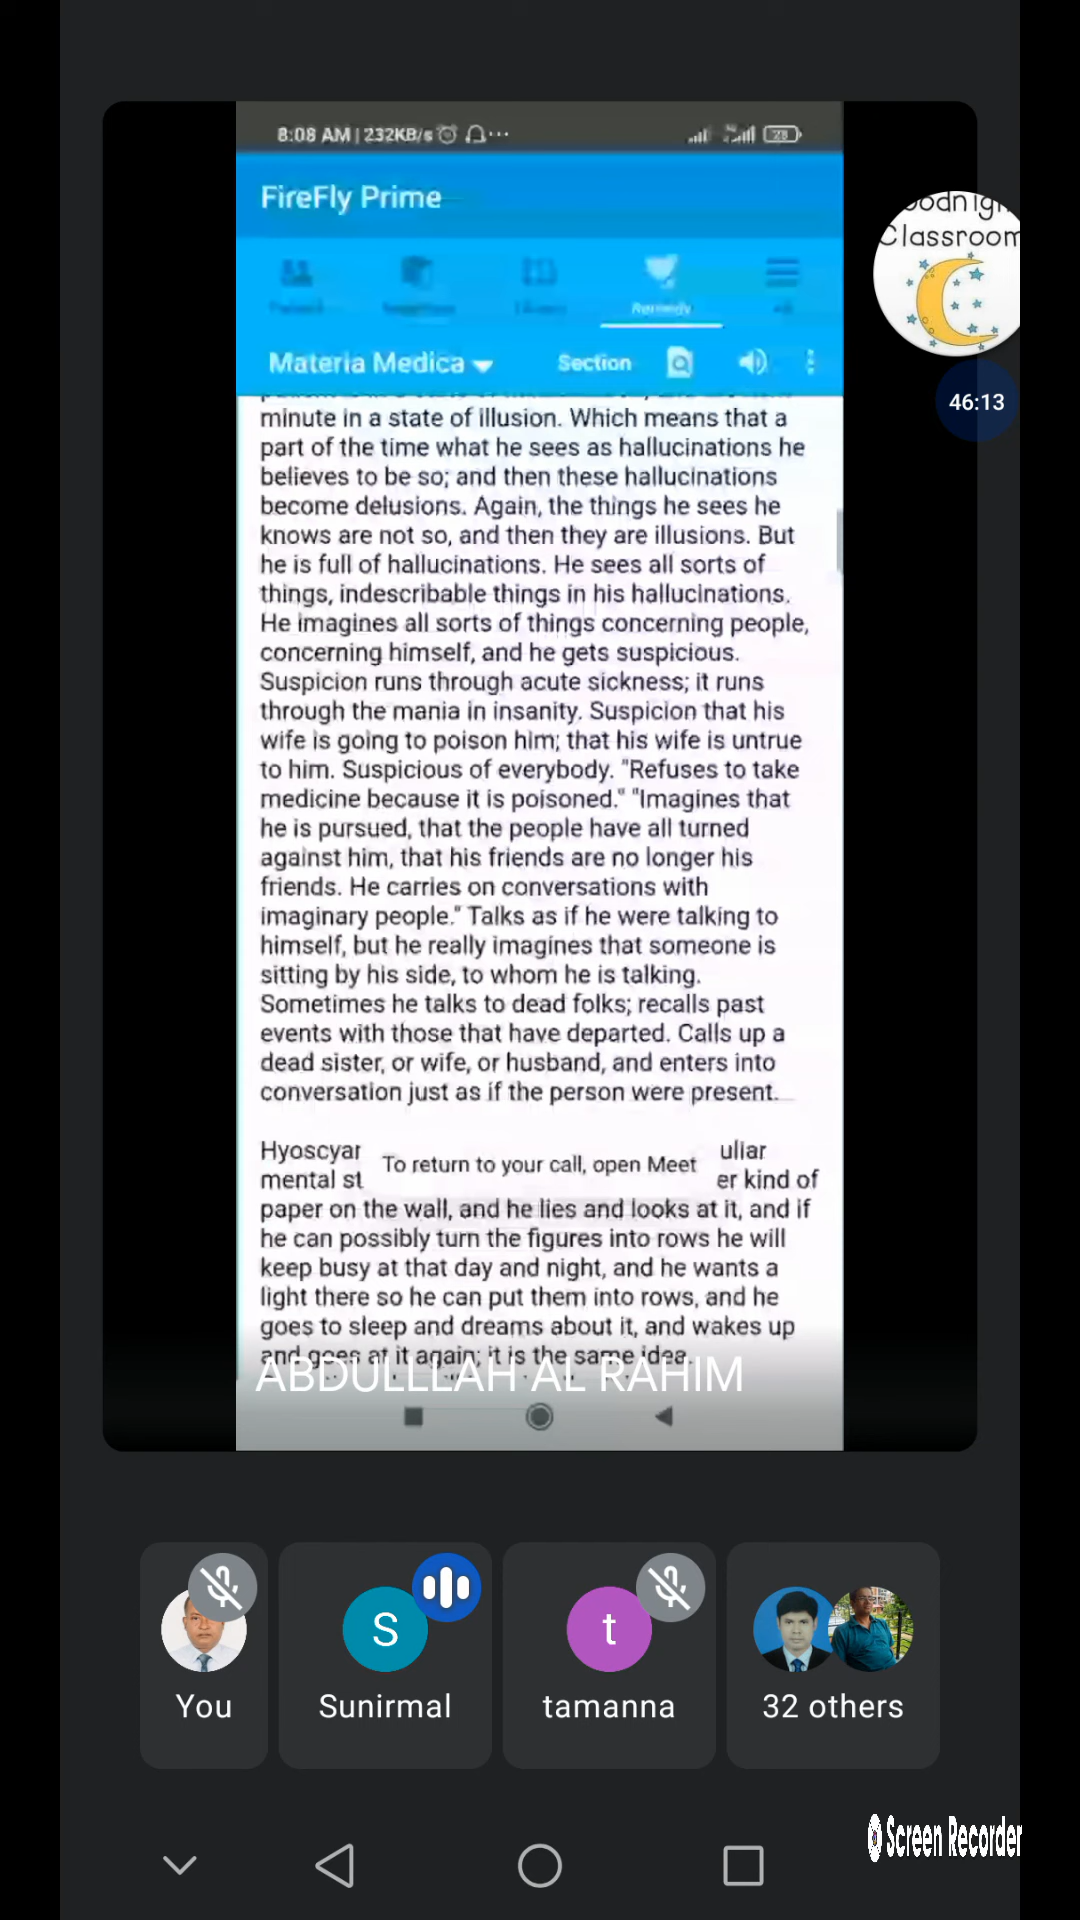 8:08 AM | 232KB/s
28
FireFly Prime
Remedy
Materia Medica
Section
minute in a state of illusion. Which means that a
part of the time what he sees as hallucinations he
believes to be so; and then these hallucinations
become delusions. Again, the things he sees he
knows are not so, and then they are illusions. But
he is full of hallucinations. He sees all sorts of
things, indescribable things in his hallucinations.
He imagines all sorts of things concerning people,
concerning himself, and he gets suspicious.
Suspicion runs through acute sickness; it runs
through the mania in insanity. Suspicion that his
wife is going to poison him; that his wife is untrue
to him. Suspicious of everybody. "Refuses to take
medicine because it is poisoned." "Imagines that
he is pursued, that the people have all turned
against him, that his friends are no longer his
friends. He carries on conversations with
imaginary people." Talks as if he were talking to
himself, but he really imagines that someone is
sitting by his side, to whom he is talking.
Sometimes he talks to dead folks; recalls past
events with those that have departed. Calls up a
dead sister, or wife, or husband, and enters into
conversation just as if the person were present.
Hyoscyar uliar
To return to your call, open Meet
mental st er kind of
paper on the wall, and he lies and looks at it, and if
he can possibly turn the figures into rows he will
keep busy at that day and night, and he wants a
light there so he can put them into rows, and he
goes to sleep and dreams about it, and wakes up
and goes at it again; it is the same idea.
ABDULLLAH AL RAHIM
Classroom
46:13
S
t
You
Sunirmal
tamanna
32 others
Screen Recorder